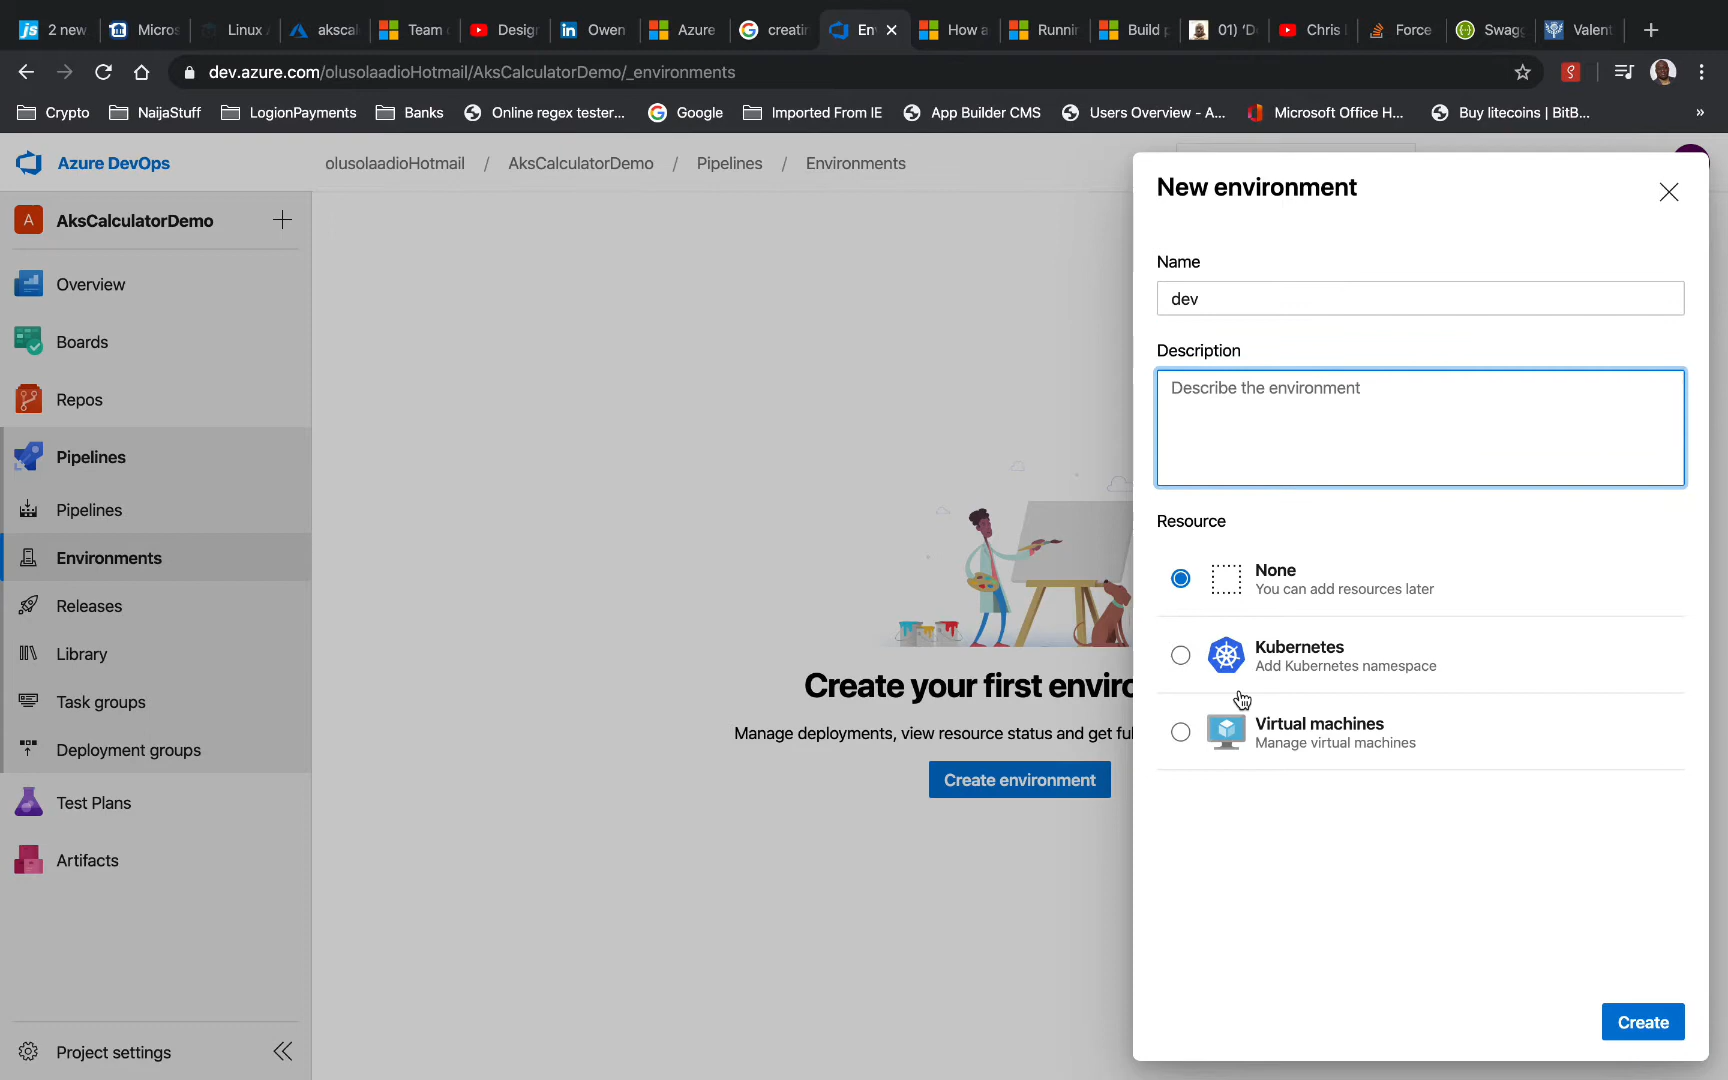 2 new
Micros
Linux
akscal
Team
Design
Owen
Azure
creatin
En
How a
Runnin
Build p
01) 'D
Chris
Force
Swagg
Valent
dev.azure.com/olusolaadioHotmail/AksCalculatorDemo/_environments
Crypto
NaijaStuff
LogionPayments
Banks
Online regex tester...
Google
Imported From IE
App Builder CMS
Users Overview - A...
Microsoft Office H...
Buy litecoins | BitB...
»
Azure DevOps
olusolaadioHotmail / AksCalculatorDemo / Pipelines / Environments
A
AksCalculatorDemo
Overview
Boards
Repos
Pipelines
Pipelines
Environments
Releases
Library
Task groups
Deployment groups
Test Plans
Artifacts
Project settings
Create your first enviro
Manage deployments, view resource status and get ful
Create environment
New environment
Name
dev
Description
Describe the environment
Resource
None
You can add resources later
Kubernetes
Add Kubernetes namespace
Virtual machines
Manage virtual machines
Create